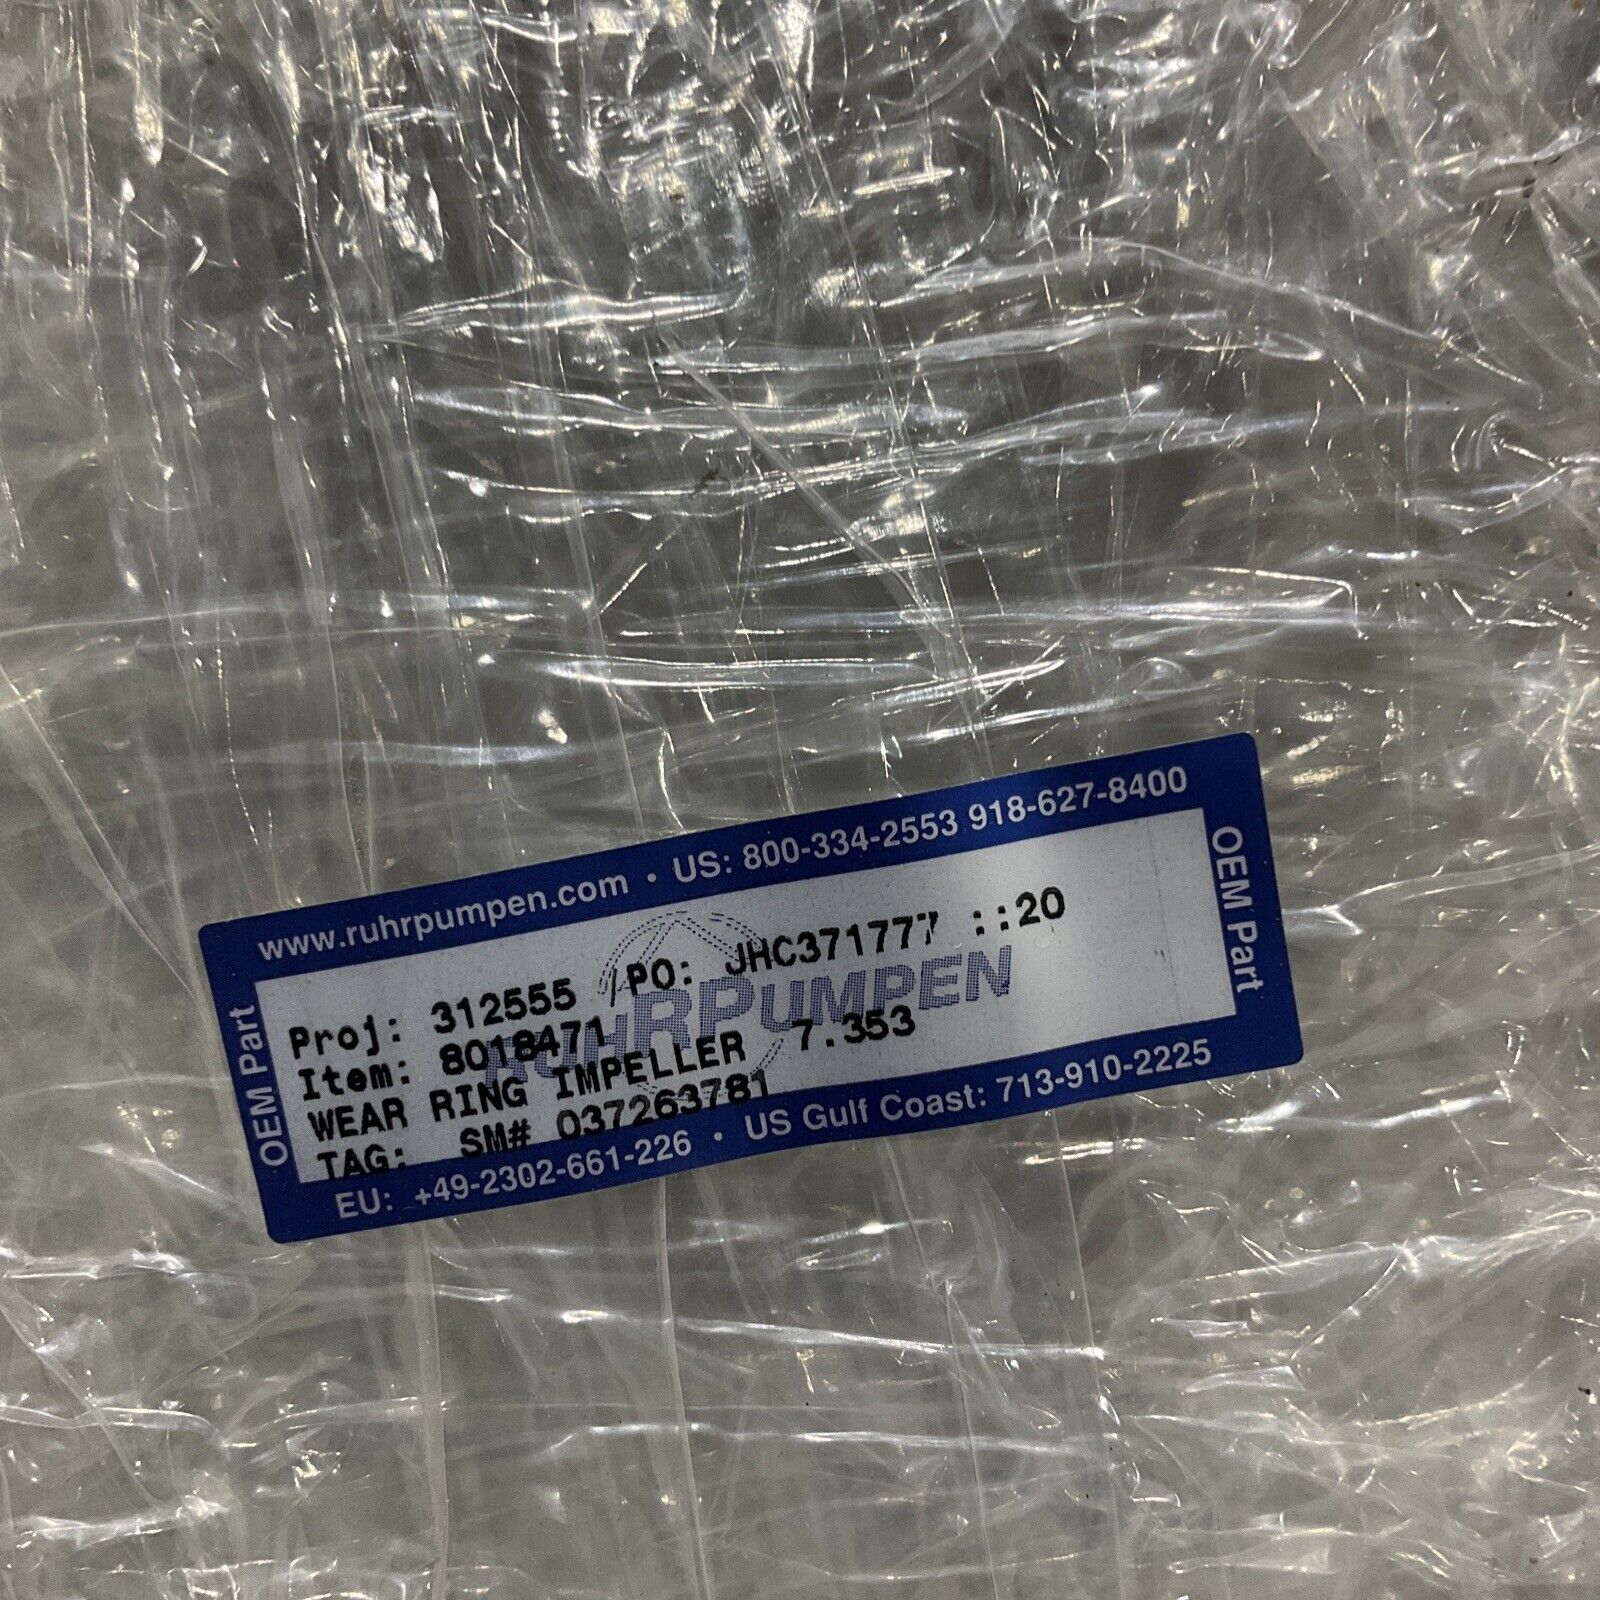 www.ruhrpumpen.com • US: 800-334-2553 918-627-8400
OEM Part
Proj: 312555 /PO: JHC371777 ::20
Item: 8018471
RUHRPUMPEN
WEAR RING IMPELLER 7.353
TAG: SM# 037263781
OEM Part
EU: +49-2302-661-226 • US Gulf Coast: 713-910-2225